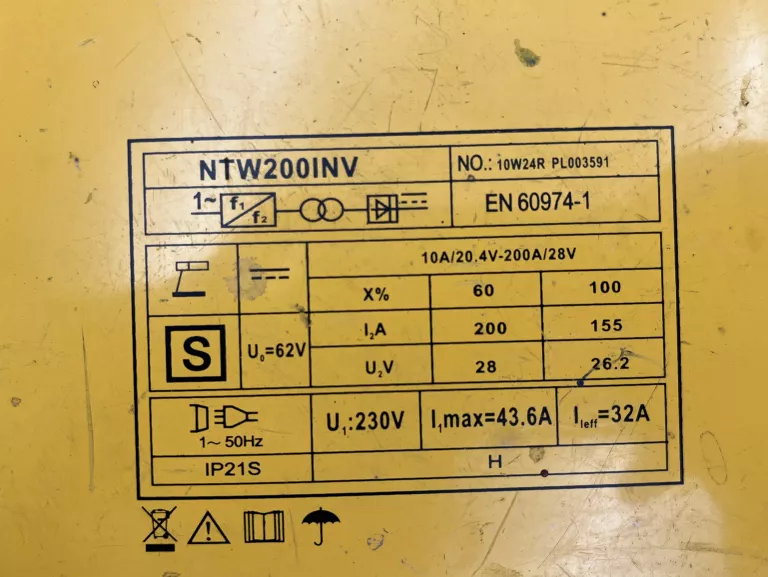 NTW200INV
NO.: 10W24R PL003591
1~ f₁ f₂
EN 60974-1
10A/20.4V-200A/28V
X% 60 100
S U₀=62V
I₂A 200 155
U₂V 28 26.2
1~ 50Hz
U₁:230V I₁max=43.6A I₁eff=32A
IP21S H